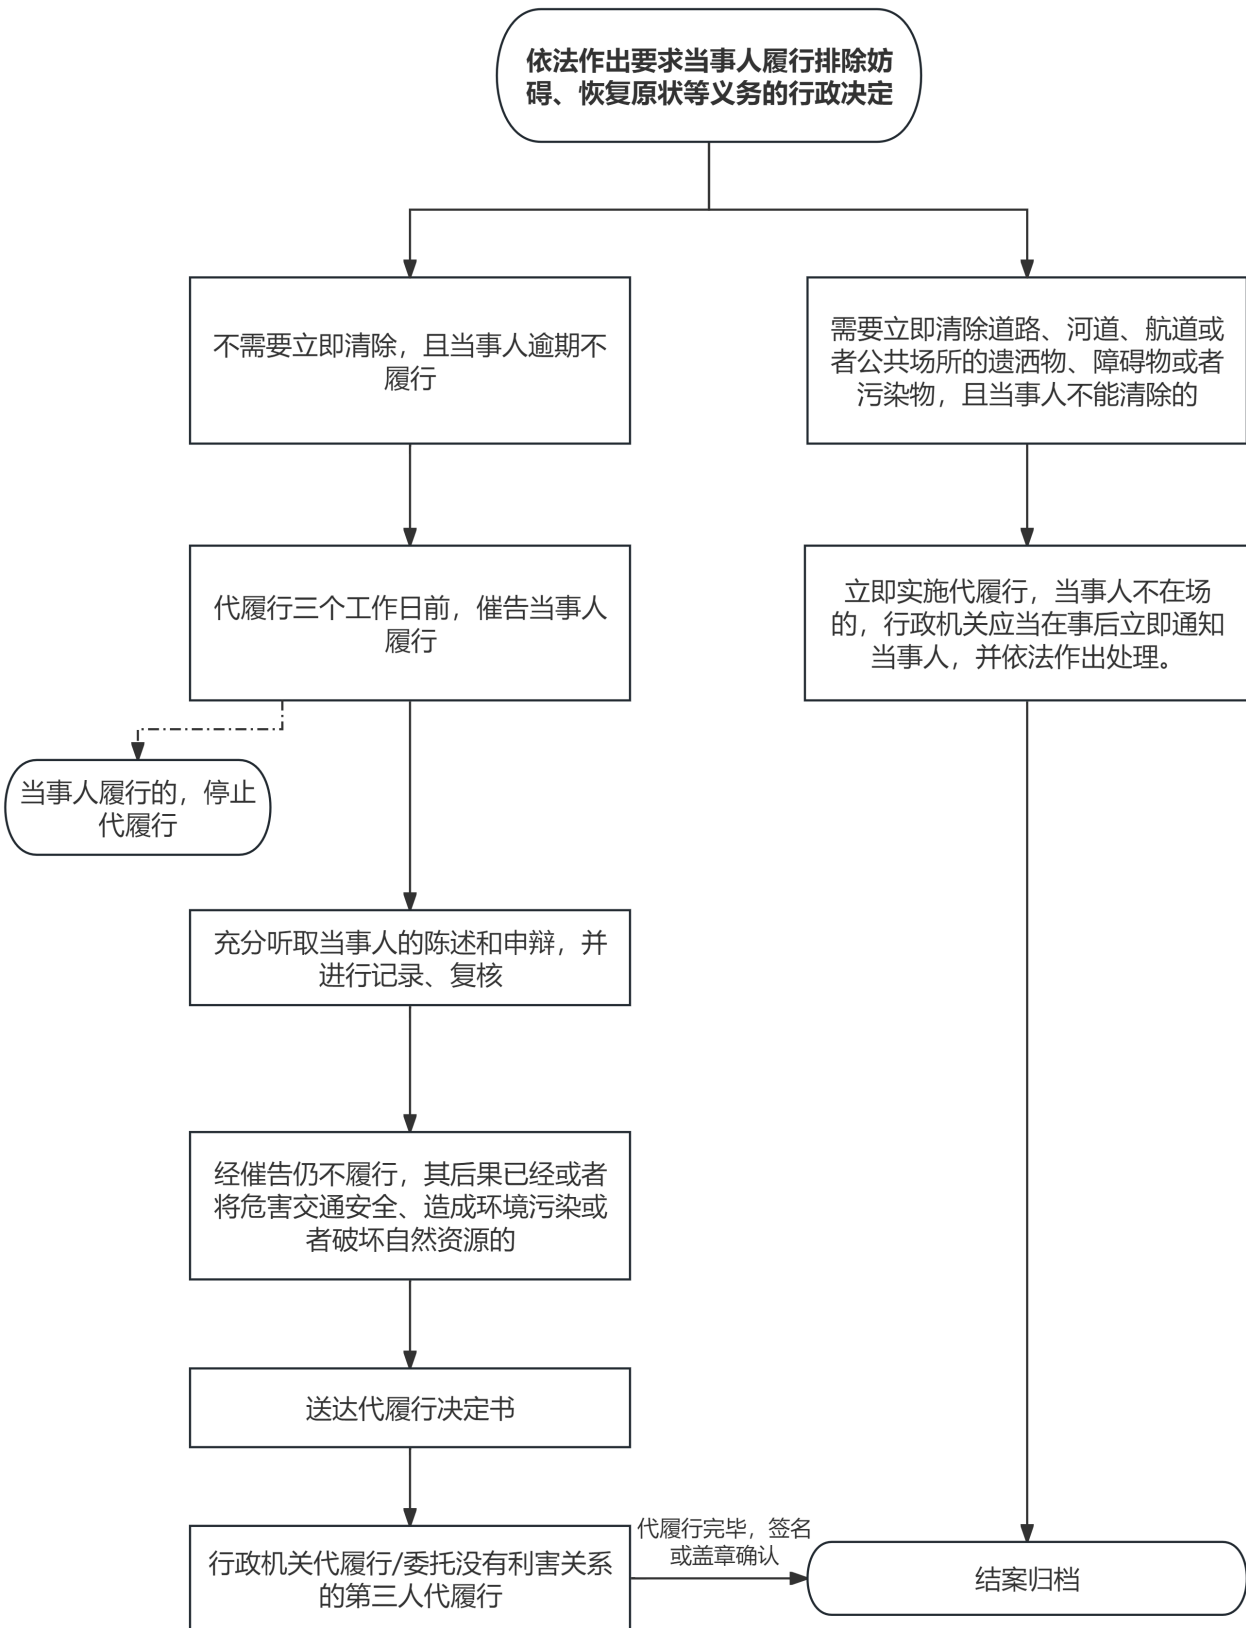 依法作出要求当事人履行排除妨
碍、恢复原状等义务的行政决定
不需要立即清除，且当事人逾期不
履行
需要立即清除道路、河道、航道或
者公共场所的遗洒物、障碍物或者
污染物，且当事人不能清除的
代履行三个工作日前，催告当事人
履行
立即实施代履行，当事人不在场
的，行政机关应当在事后立即通知
当事人，并依法作出处理。
当事人履行的，停止
代履行
充分听取当事人的陈述和申辩，并
进行记录、复核
经催告仍不履行，其后果已经或者
将危害交通安全、造成环境污染或
者破坏自然资源的
送达代履行决定书
行政机关代履行/委托没有利害关系
的第三人代履行
代履行完毕，签名
或盖章确认
结案归档